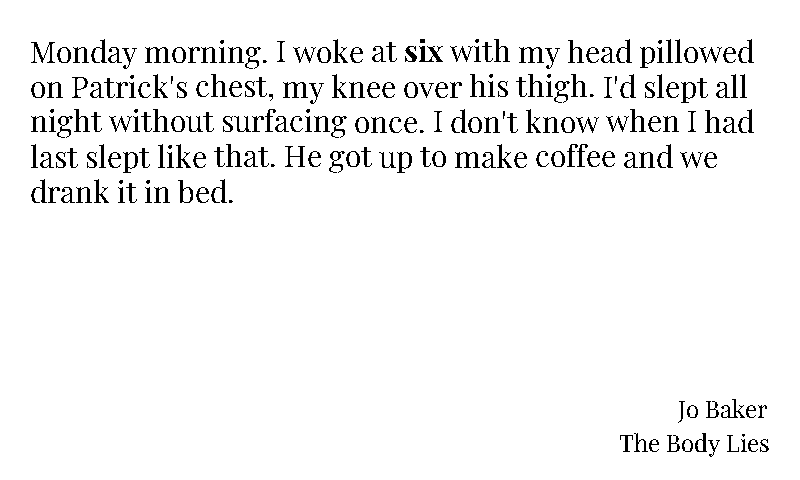 Monday morning. I woke at six with my head pillowed
on Patrick's chest, my knee over his thigh. I'd slept all
night without surfacing once. I don't know when I had
last slept like that. He got up to make coffee and we
drank it in bed.
Jo Baker
The Body Lies